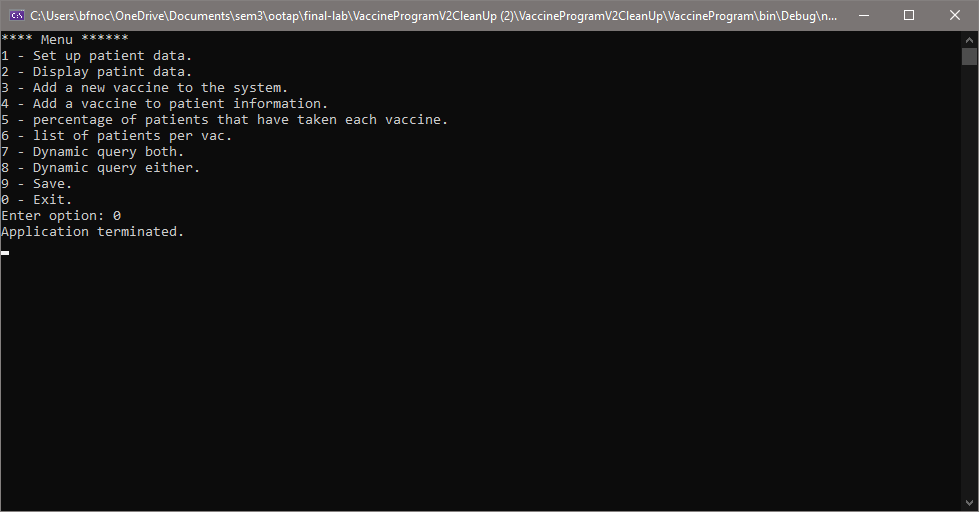 C:\Users\bfnoc\OneDrive\Documents\sem3\ootap\final-lab\VaccineProgramV2CleanUp (2)\VaccineProgramV2CleanUp\VaccineProgram\bin\Debug\n...
**** Menu ******
1 - Set up patient data.
2 - Display patint data.
3 - Add a new vaccine to the system.
4 - Add a vaccine to patient information.
5 - percentage of patients that have taken each vaccine.
6 - list of patients per vac.
7 - Dynamic query both.
8 - Dynamic query either.
9 - Save.
0 - Exit.
Enter option: 0
Application terminated.